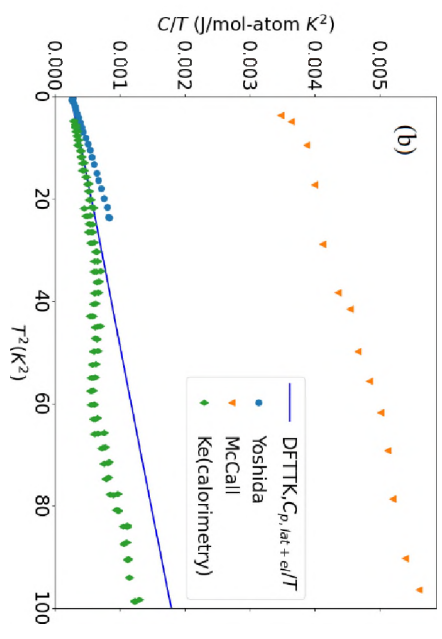 C/T (J/mol-atom K²)
0.000
0.001
0.002
0.003
0.004
0.005
(b)
0
20
40
60
80
100
T²(K²)
DFTTK,C_{p, lat+el}/T
Yoshida
McCall
Ke(calorimetry)